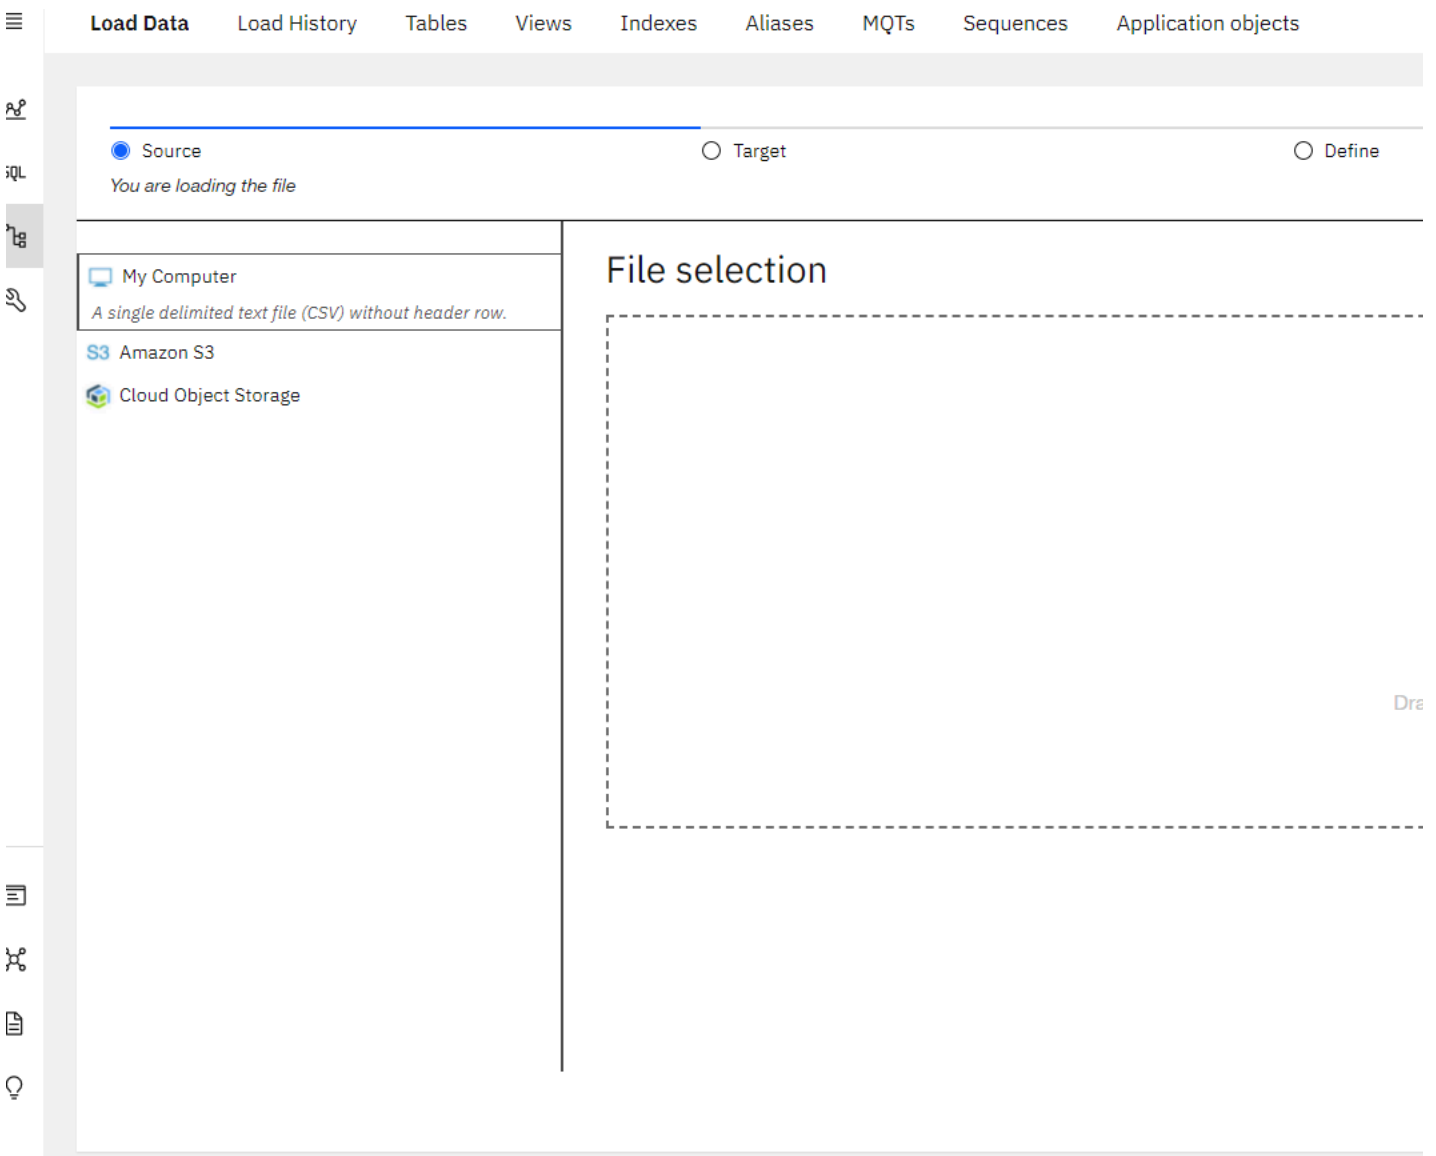 Load Data Load History Tables Views Indexes Aliases MQTs Sequences Application objects
SQL
Source Target Define
You are loading the file
My Computer
A single delimited text file (CSV) without header row.
S3 Amazon S3
Cloud Object Storage
File selection
Dra